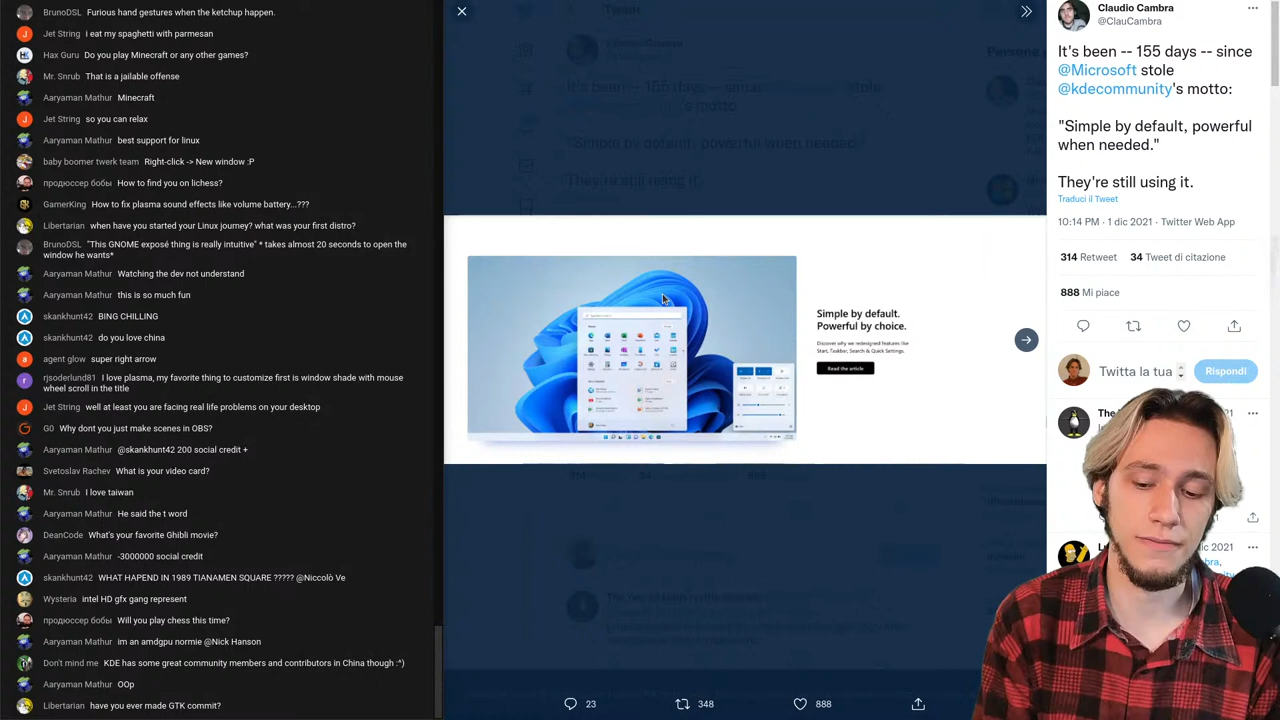 BrunoDSL Furious hand gestures when the ketchup happen.
Jet String I eat my spaghetti with parmesan
Hax Guru Do you play Minecraft or any other games?
Mr. Snrub That is a jailable offense
Aaryaman Mathur Minecraft
Jet String so you can relax
Aaryaman Mathur best support for linux
baby boomer twerk team Right-click -> New window :P
продюссер бобы How to find you on lichess?
GamerKing How to fix plasma sound effects like volume battery...???
Libertarian when have you started your Linux journey? what was your first distro?
BrunoDSL "This GNOME exposé thing is really intuitive" * takes almost 20 seconds to open the
window he wants*
Aaryaman Mathur Watching the dev not understand
Aaryaman Mathur this is so much fun
skankhunt42 BING CHILLING
skankhunt42 do you love china
agent glow super right arrow
rsoderlund81 I love plasma, my favorite thing to customize first is window shade with mouse
wheel scroll in the title
Jet String well at least you are facing real life problems on your desktop
G0 Why dont you just make scenes in OBS?
Aaryaman Mathur @skankhunt42 200 social credit +
Svetoslav Rachev What is your video card?
Mr. Snrub I love taiwan
Aaryaman Mathur He said the t word
DeanCode What's your favorite Ghibli movie?
Aaryaman Mathur -3000000 social credit
skankhunt42 WHAT HAPEND IN 1989 TIANAMEN SQUARE ????? @Niccolò Ve
Wysteria intel HD gfx gang represent
продюссер бобы Will you play chess this time?
Aaryaman Mathur im an amdgpu normie @Nick Hanson
Don't mind me KDE has some great community members and contributors in China though :^)
Aaryaman Mathur OOp
Libertarian have you ever made GTK commit?
Simple by default.
Powerful by choice.
Discover why we redesigned features like
Start, Taskbar, Search & Quick Settings.
Read the article
23
348
888
Claudio Cambra
@ClauCambra
It's been -- 155 days -- since
@Microsoft stole
@kdecommunity's motto:
"Simple by default, powerful
when needed."
They're still using it.
Traduci il Tweet
10:14 PM · 1 dic 2021 · Twitter Web App
314 Retweet 34 Tweet di citazione
888 Mi piace
Twitta la tua
Rispondi
The
dic 2021